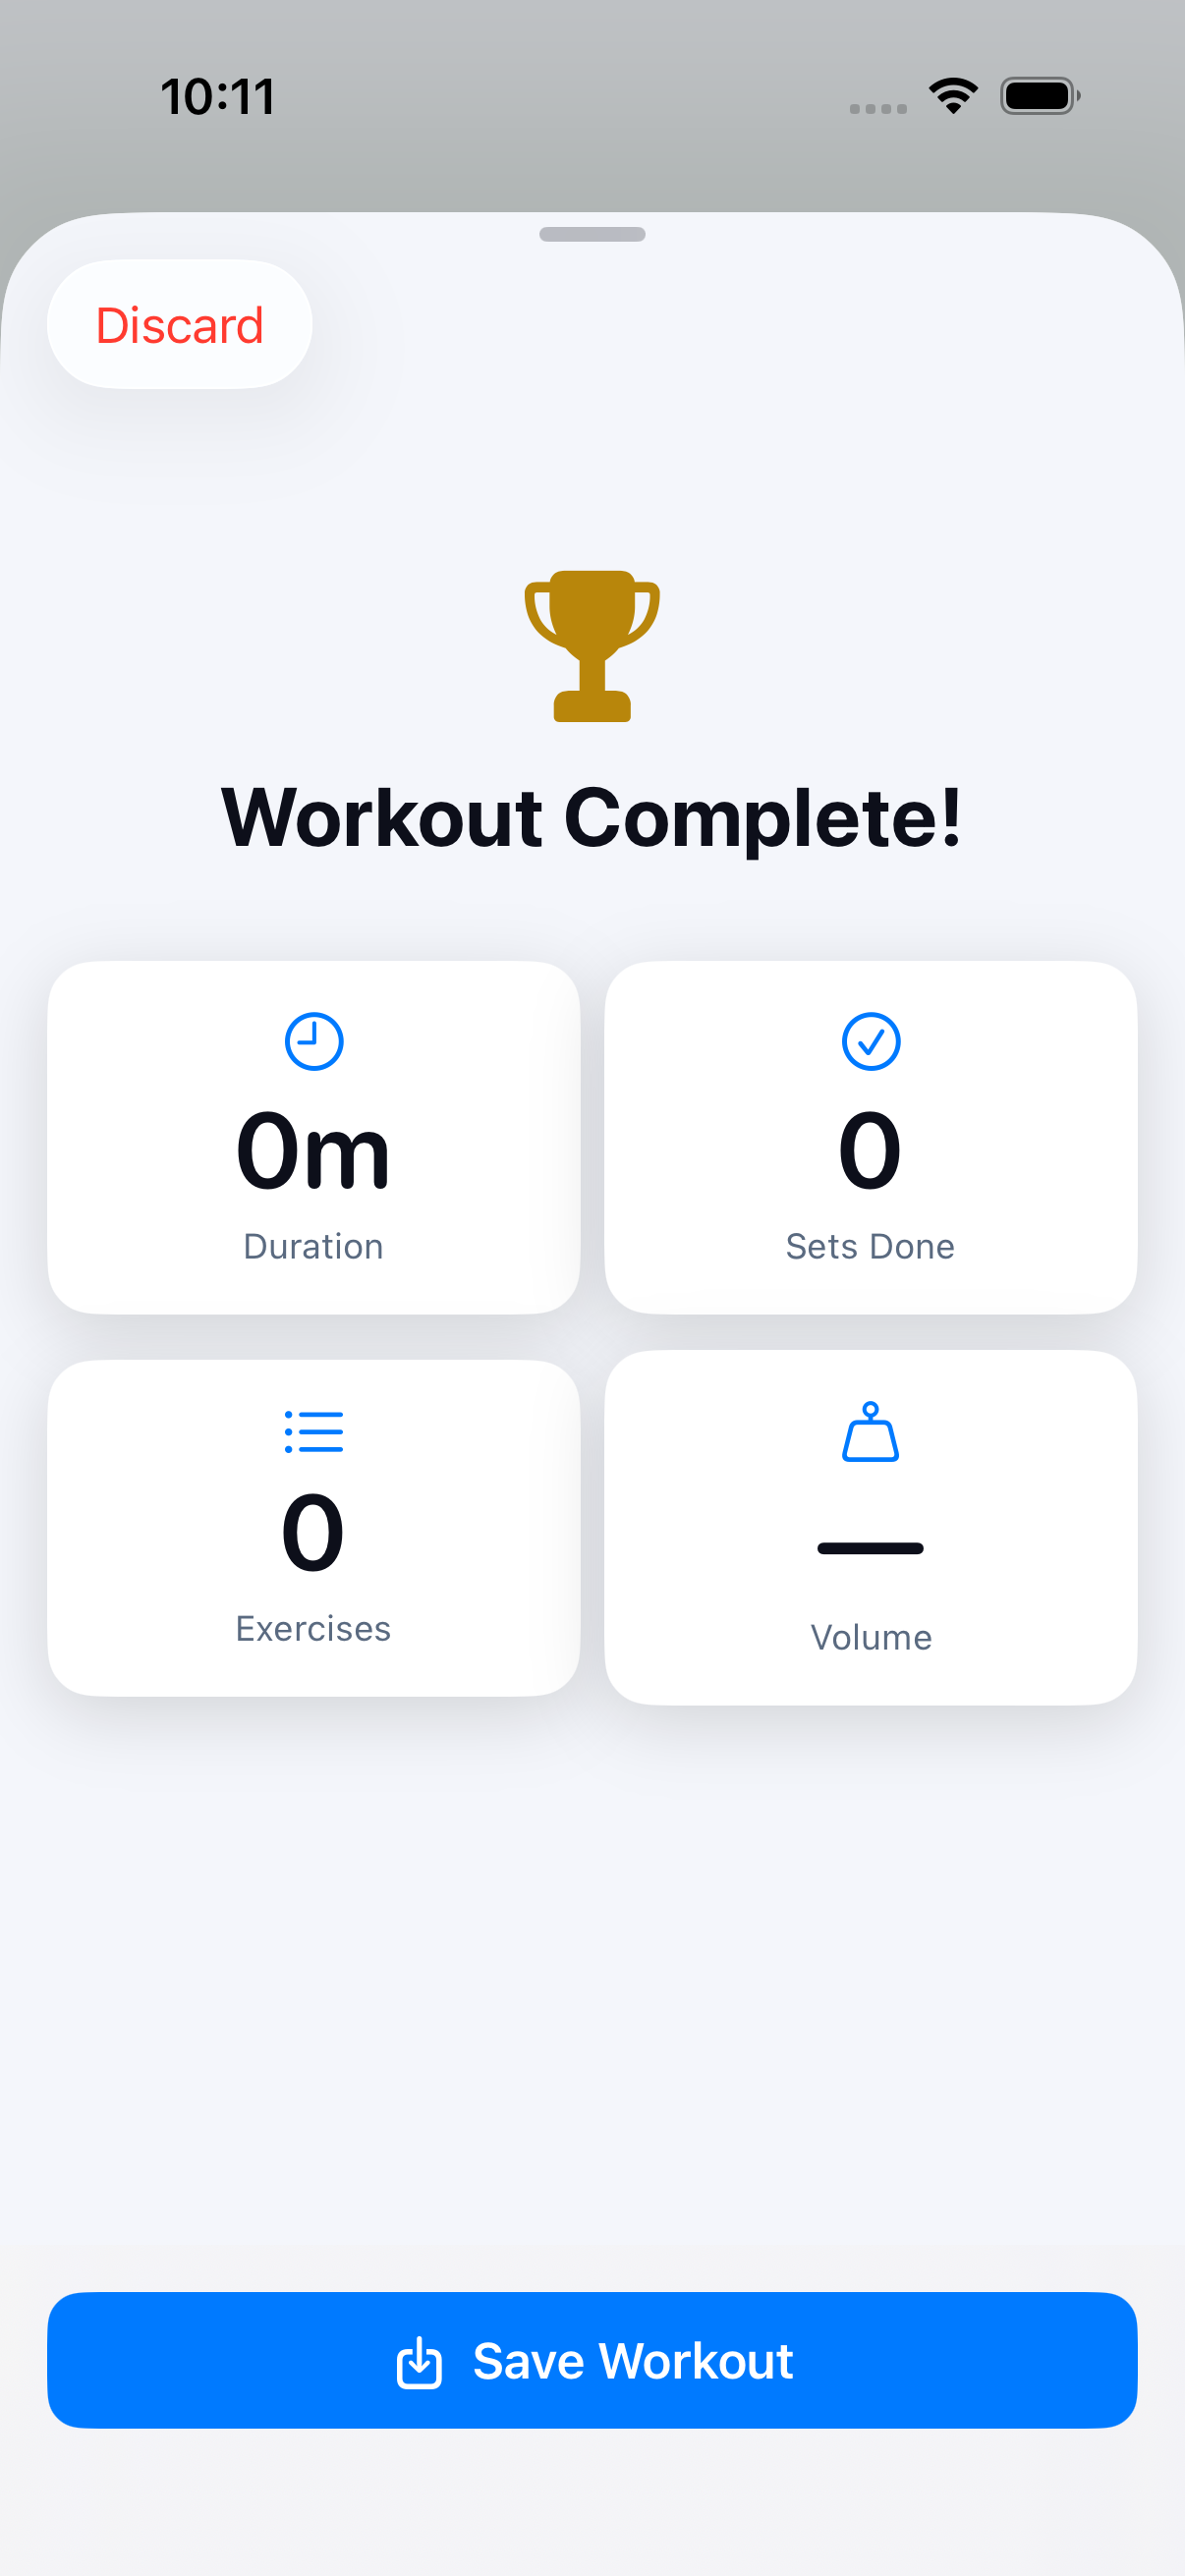 10:11
Discard
Workout Complete!
0m
Duration
0
Sets Done
0
Exercises
—
Volume
Save Workout